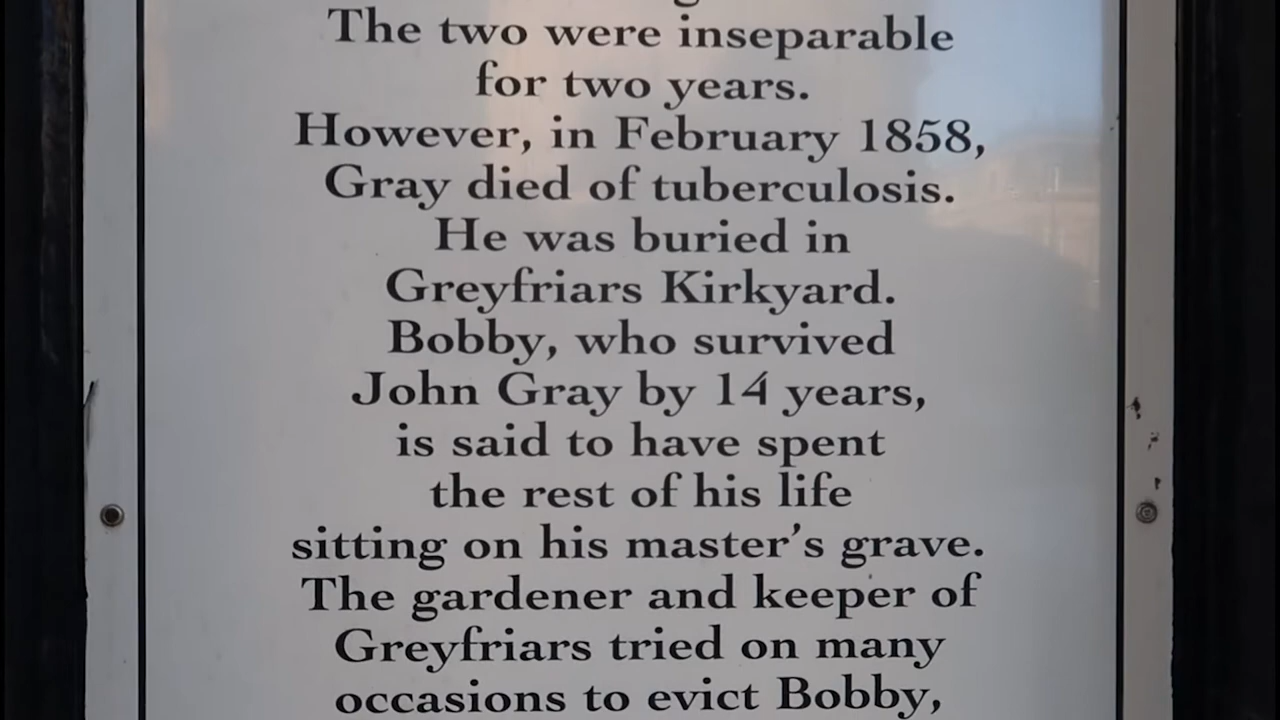 The two were inseparable
for two years.
However, in February 1858,
Gray died of tuberculosis.
He was buried in
Greyfriars Kirkyard.
Bobby, who survived
John Gray by 14 years,
is said to have spent
the rest of his life
sitting on his master's grave.
The gardener and keeper of
Greyfriars tried on many
occasions to evict Bobby,